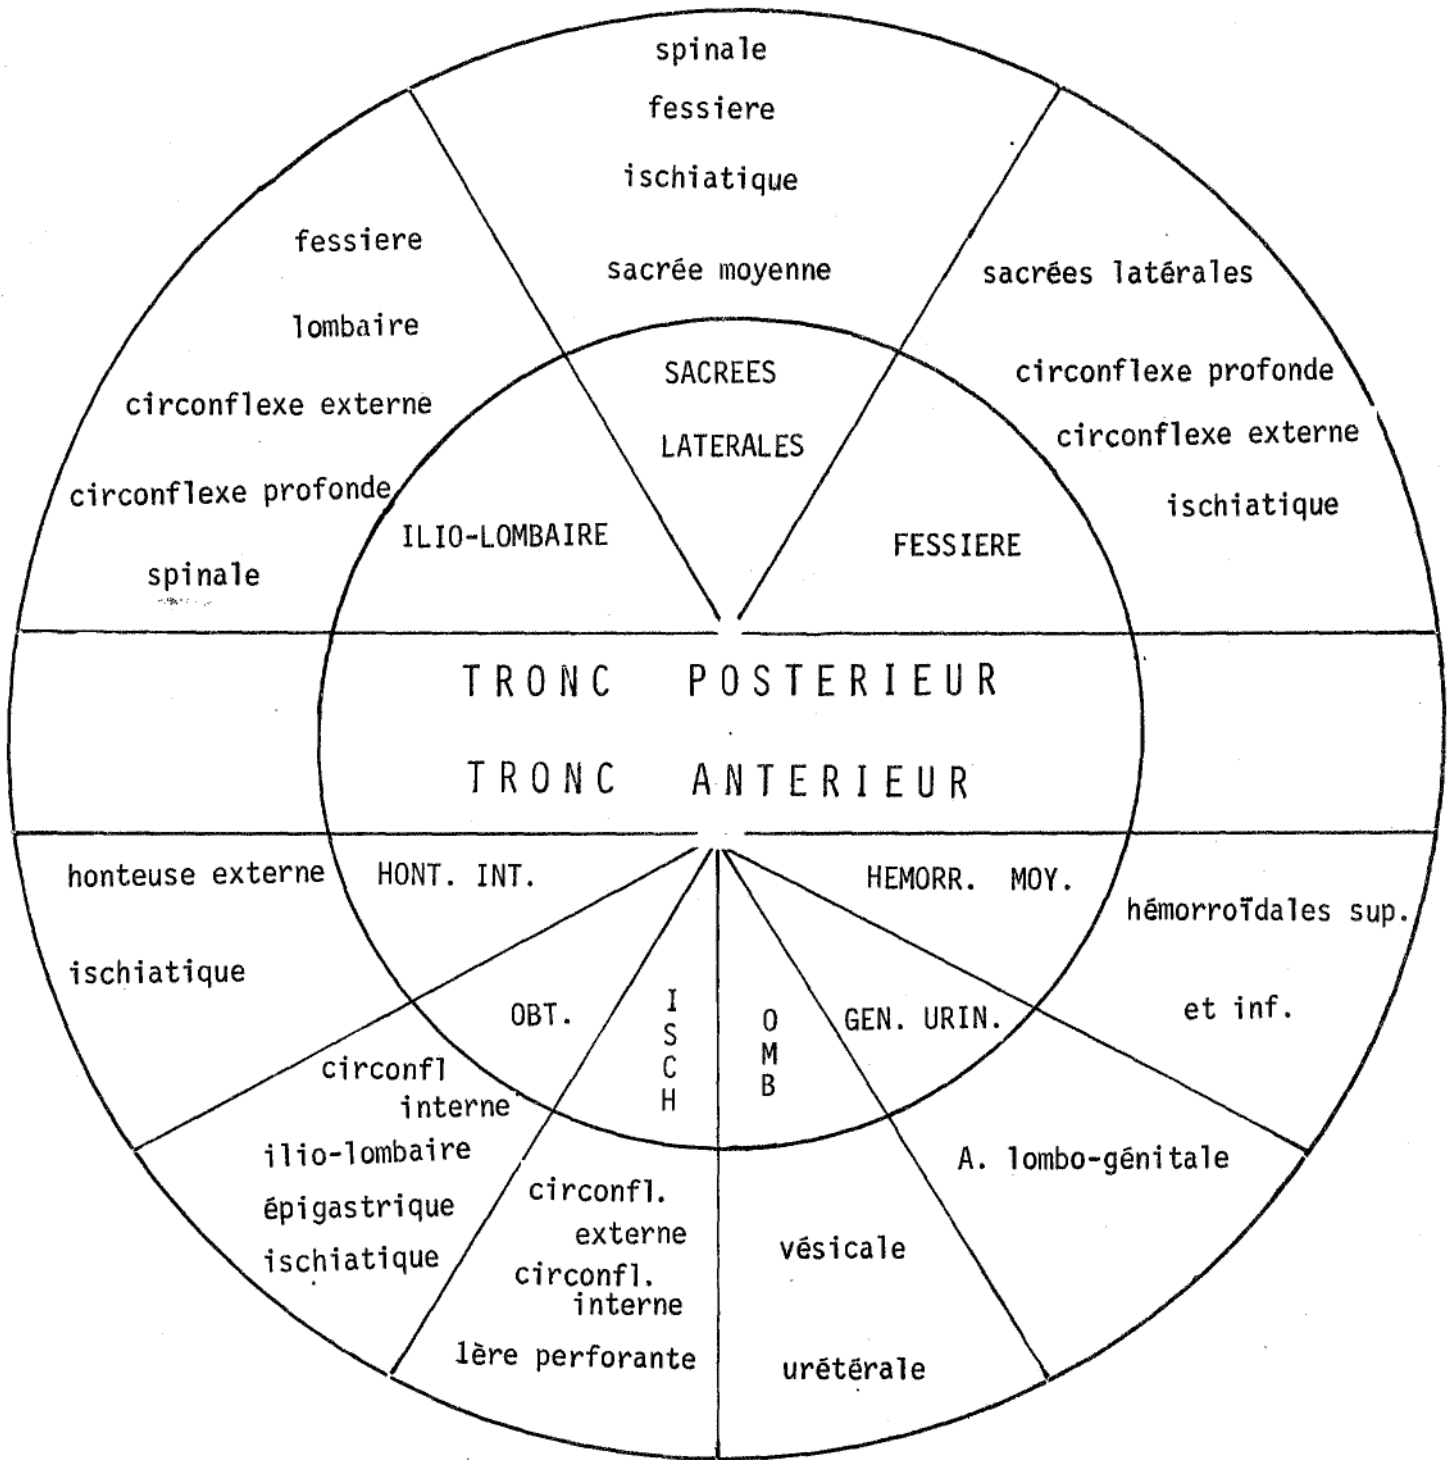 spinale
fessiere
ischiatique
sacrée moyenne
fessiere
lombaire
circonflexe externe
circonflexe profonde
spinale
sacrées latérales
circonflexe profonde
circonflexe externe
ischiatique
SACREES
LATERALES
ILIO-LOMBAIRE
FESSIERE
TRONC POSTERIEUR
TRONC ANTERIEUR
HONT. INT.
honteuse externe
ischiatique
OBT.
circonfl
interne
ilio-lombaire
épigastrique
ischiatique
ISCH
circonfl.
externe
circonfl.
interne
1ère perforante
OMB
vésicale
urétérale
GEN. URIN.
A. lombo-génitale
HEMORR. MOY.
hémorroïdales sup.
et inf.